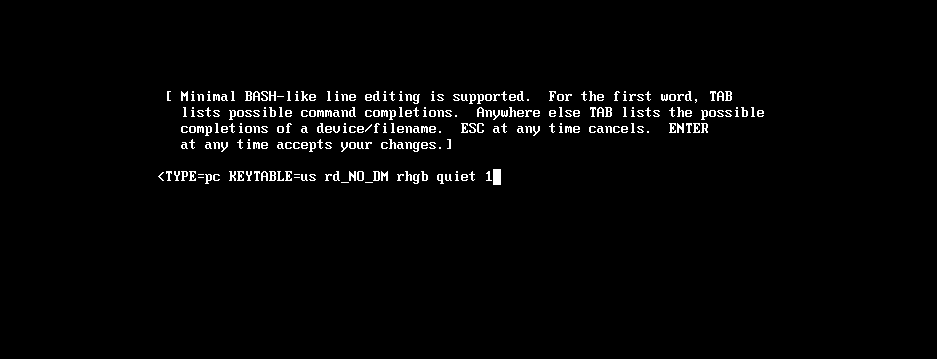 [ Minimal BASH-like line editing is supported.  For the first word, TAB
lists possible command completions.  Anywhere else TAB lists the possible
completions of a device/filename.  ESC at any time cancels.  ENTER
at any time accepts your changes.]
<TYPE=pc KEYTABLE=us rd_NO_DM rhgb quiet 1